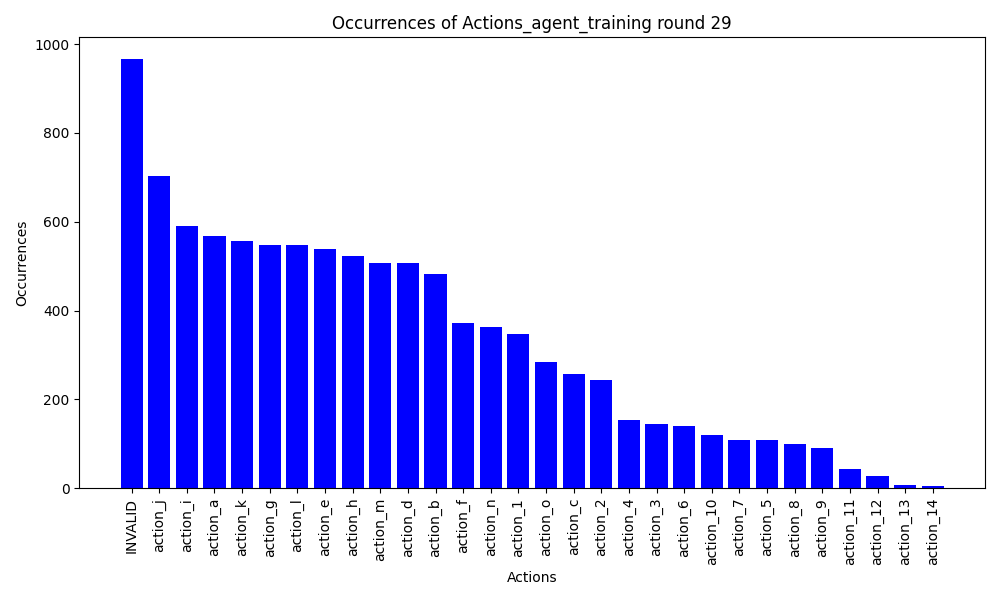 Occurrences of Actions_agent_training round 29
1000
800
600
400
200
0
Occurrences
INVALID
action_j
action_i
action_a
action_k
action_g
action_l
action_e
action_h
action_m
action_d
action_b
action_f
action_n
action_1
action_o
action_c
action_2
action_4
action_3
action_6
action_10
action_7
action_5
action_8
action_9
action_11
action_12
action_13
action_14
Actions